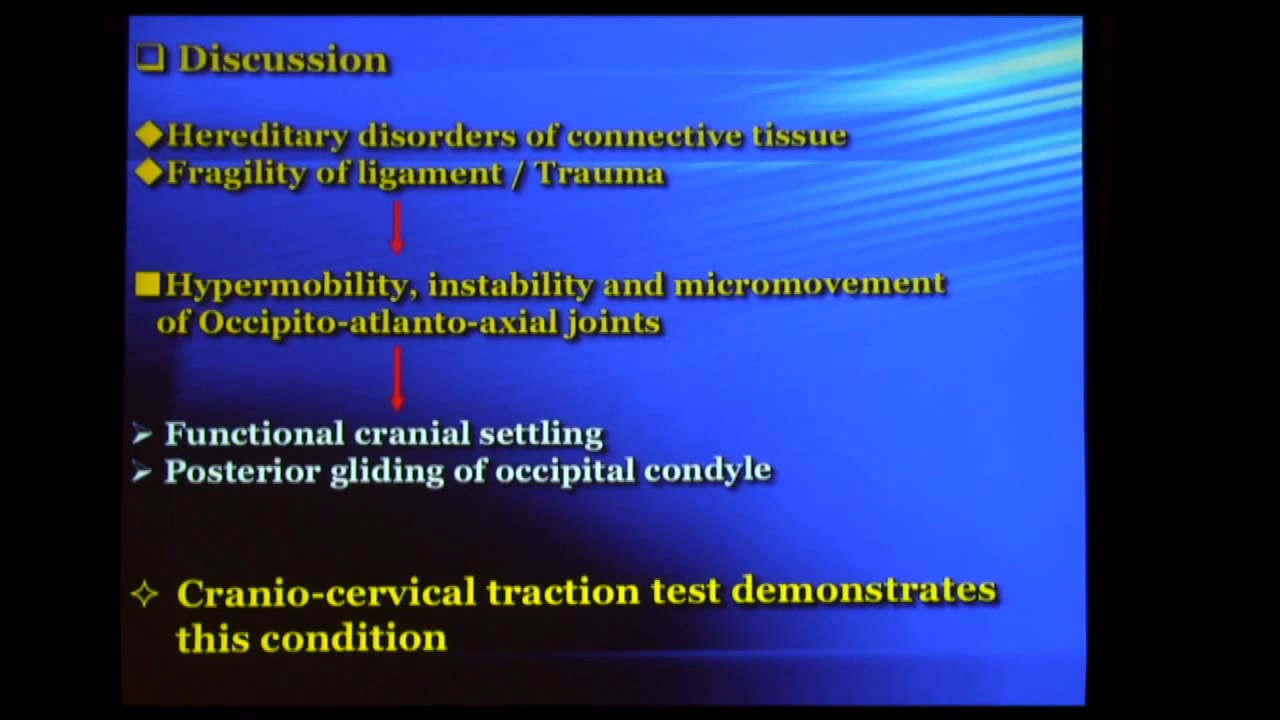 Discussion
Hereditary disorders of connective tissue
Fragility of ligament / Trauma
Hypermobility, instability and micromovement
of Occipito-atlanto-axial joints
Functional cranial settling
Posterior gliding of occipital condyle
Cranio-cervical traction test demonstrates
this condition